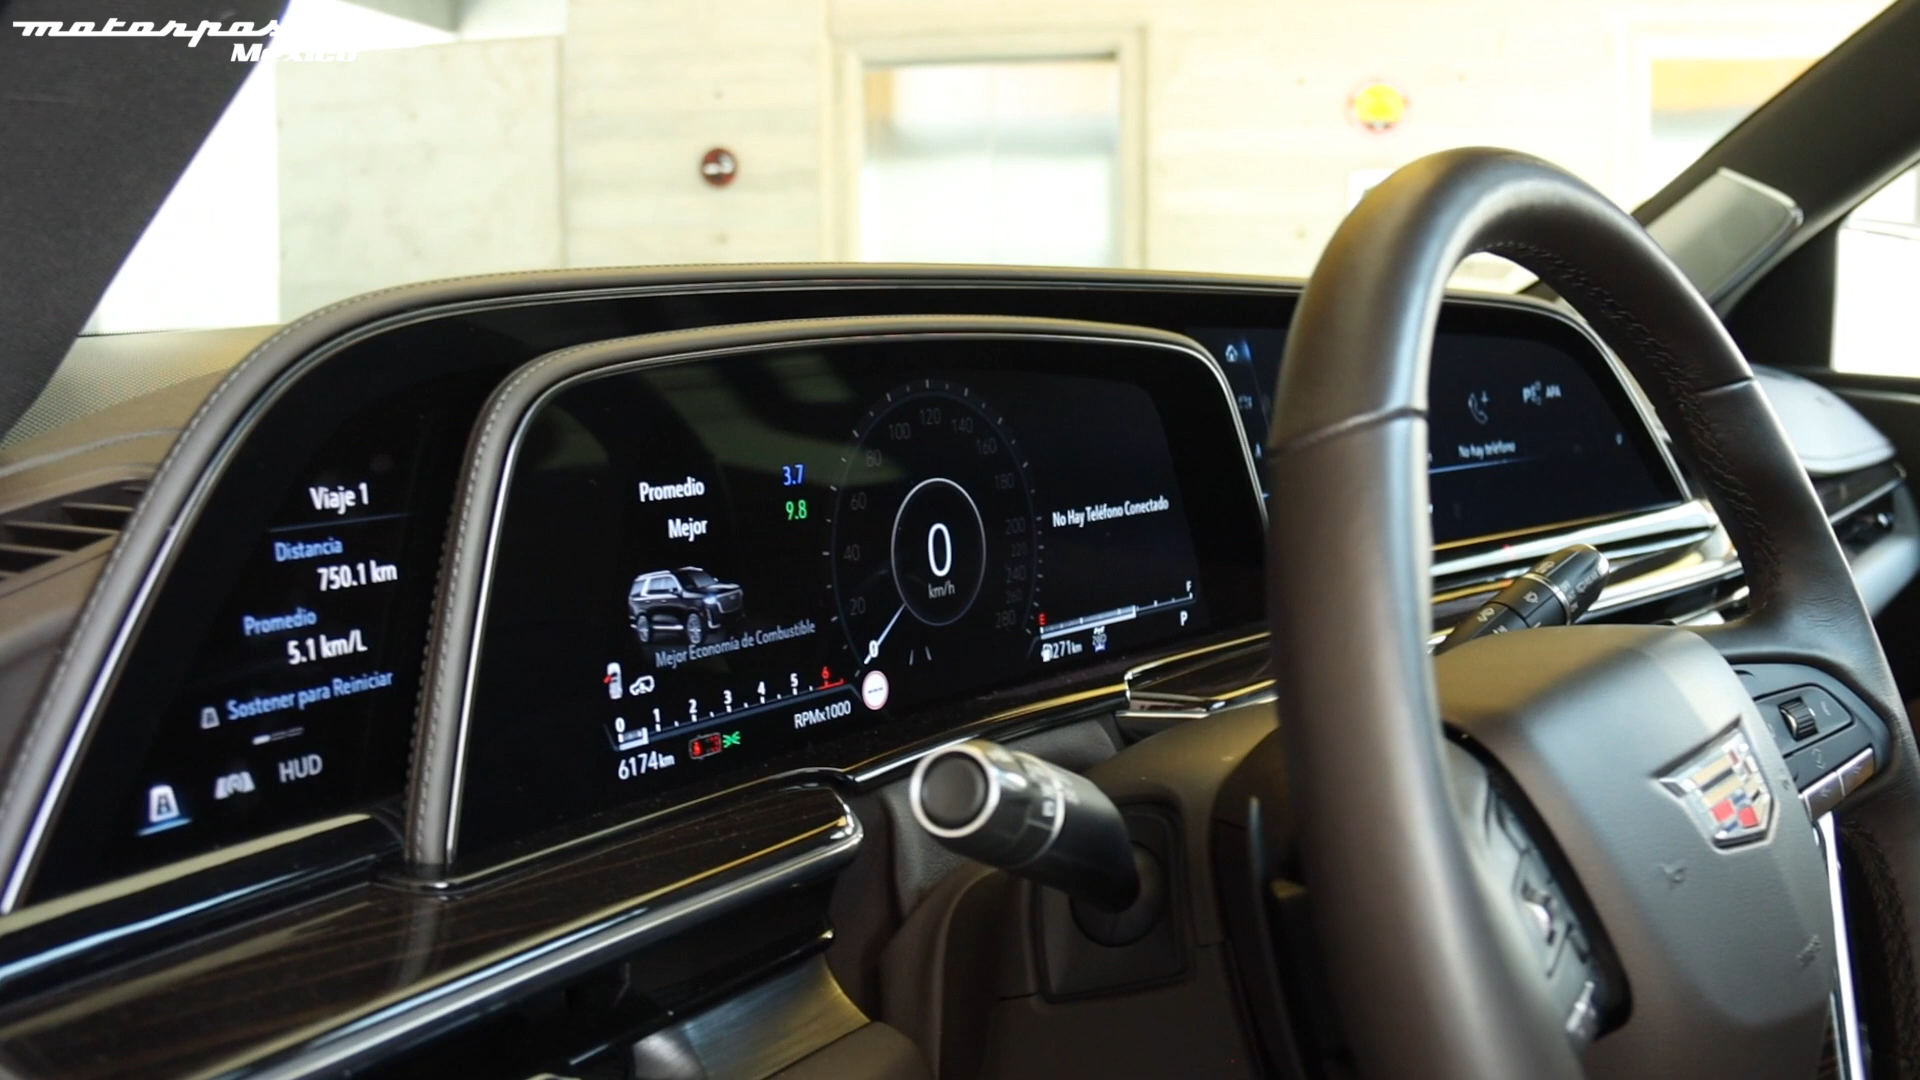 motorpas
México
Viaje 1
Distancia
750.1 km
Promedio
5.1 km/L
Sostener para Reiniciar
HUD
Promedio 3.7
Mejor 9.8
Mejor Economía de Combustible
0 1 2 3 4 5 6
RPMx1000
6174km
0 20 40 60 80 100 120 140 160 180 200 220 240 260 280
0
km/h
No Hay Teléfono Conectado
E F
271km
P
No hay teléfono
APA